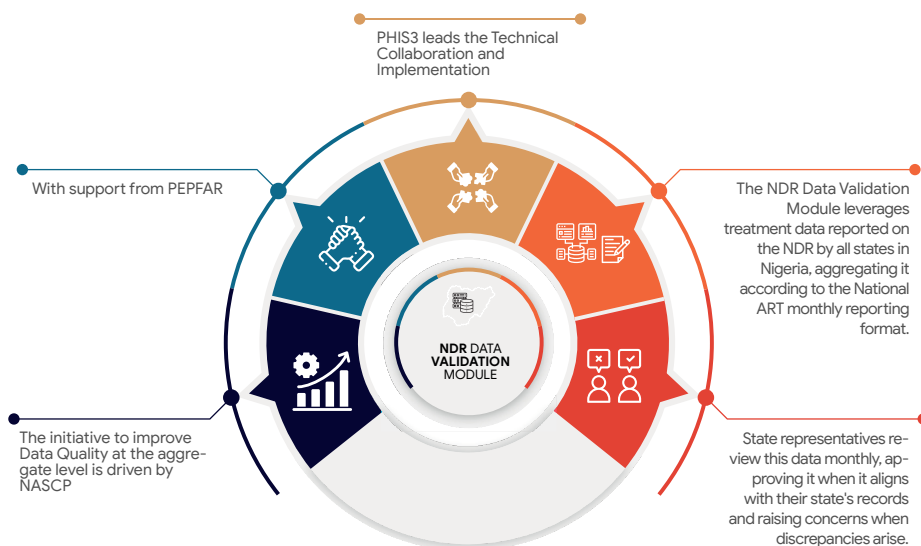 PHIS3 leads the Technical
Collaboration and
Implementation
With support from PEPFAR
The NDR Data Validation
Module leverages
treatment data reported on
the NDR by all states in
Nigeria, aggregating it
according to the National
ART monthly reporting
format.
NDR DATA
VALIDATION
MODULE
The initiative to improve
Data Quality at the aggre-
gate level is driven by
NASCP
State representatives re-
view this data monthly, ap-
proving it when it aligns
with their state's records
and raising concerns when
discrepancies arise.